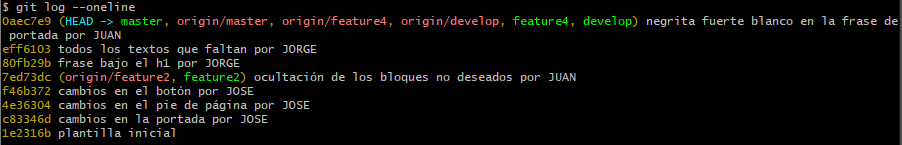 $ git log --oneline
0aec7e9 (HEAD -> master, origin/master, origin/feature4, origin/develop, feature4, develop) negrita fuerte blanco en la frase de
 portada por JUAN
eff6103 todos los textos que faltan por JORGE
80fb29b frase bajo el h1 por JORGE
7ed73dc (origin/feature2, feature2) ocultación de los bloques no deseados por JUAN
f46b372 cambios en el botón por JOSE
4e36304 cambios en el pie de página por JOSE
c83346d cambios en la portada por JOSE
1e2316b plantilla inicial